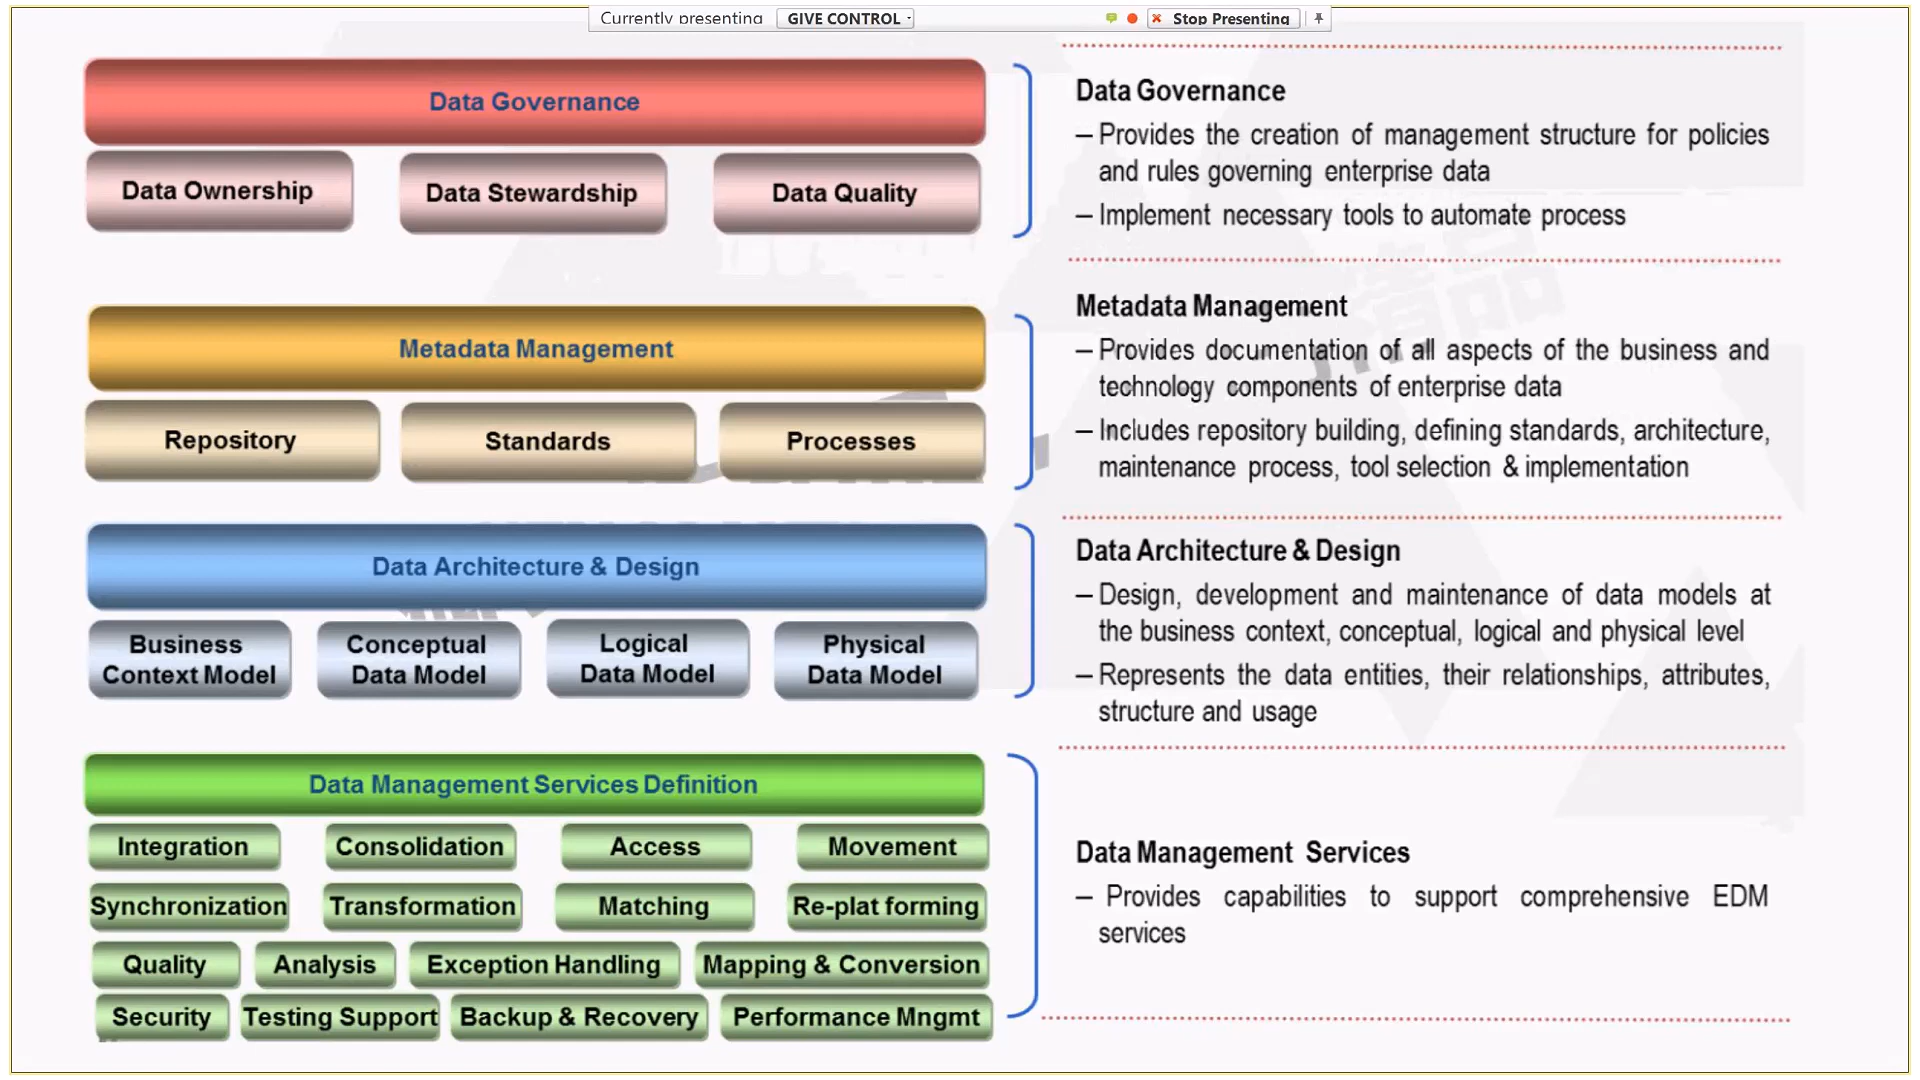 Currently presenting GIVE CONTROL Stop Presenting
Data Governance
Data Ownership
Data Stewardship
Data Quality
Data Governance
– Provides the creation of management structure for policies
and rules governing enterprise data
– Implement necessary tools to automate process
Metadata Management
Repository
Standards
Processes
Metadata Management
– Provides documentation of all aspects of the business and
technology components of enterprise data
– Includes repository building, defining standards, architecture,
maintenance process, tool selection & implementation
Data Architecture & Design
Business
Context Model
Conceptual
Data Model
Logical
Data Model
Physical
Data Model
Data Architecture & Design
– Design, development and maintenance of data models at
the business context, conceptual, logical and physical level
– Represents the data entities, their relationships, attributes,
structure and usage
Data Management Services Definition
Integration
Consolidation
Access
Movement
Synchronization
Transformation
Matching
Re-plat forming
Quality
Analysis
Exception Handling
Mapping & Conversion
Security
Testing Support
Backup & Recovery
Performance Mngmt
Data Management Services
– Provides capabilities to support comprehensive EDM
services